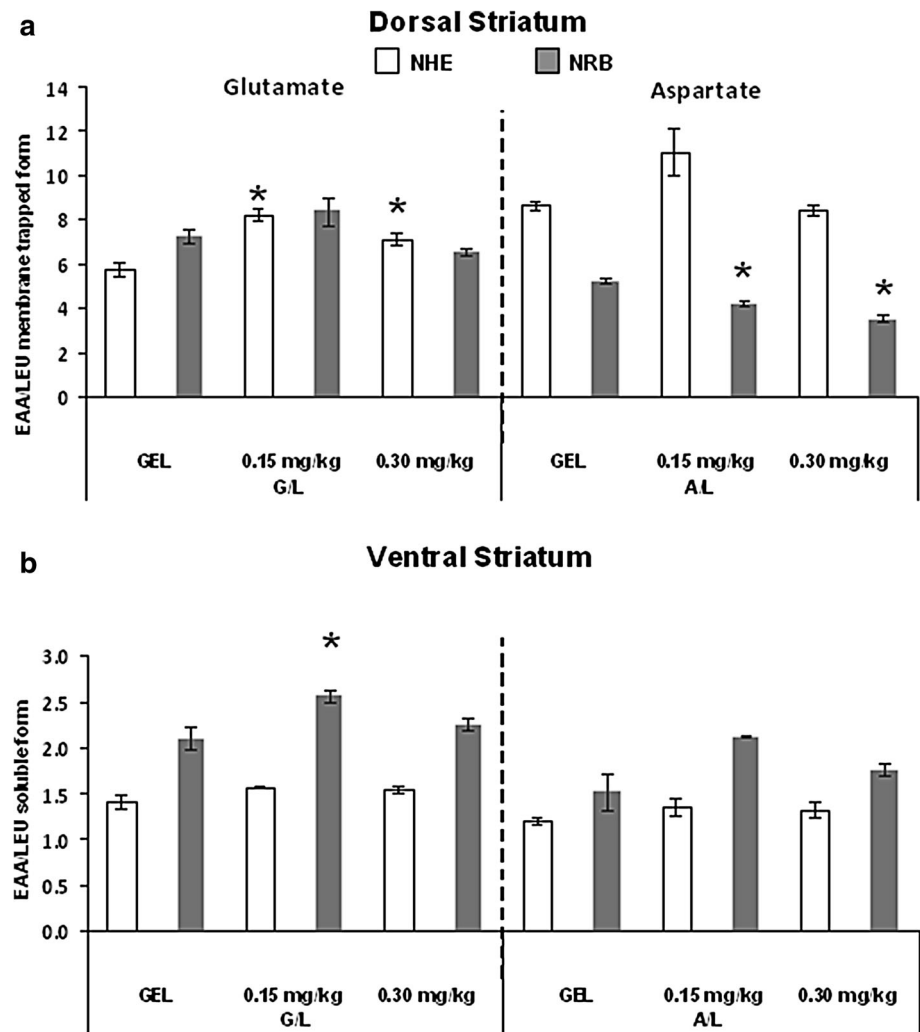 a
Dorsal Striatum
NHE NRB
Glutamate Aspartate
EAA/LEU membrane trapped form
14
12
10
8
6
4
2
0
* * * *
GEL 0.15 mg/kg 0.30 mg/kg GEL 0.15 mg/kg 0.30 mg/kg
G/L A/L
b
Ventral Striatum
EAA/LEU soluble form
3.0
2.5
2.0
1.5
1.0
0.5
0.0
*
GEL 0.15 mg/kg 0.30 mg/kg GEL 0.15 mg/kg 0.30 mg/kg
G/L A/L